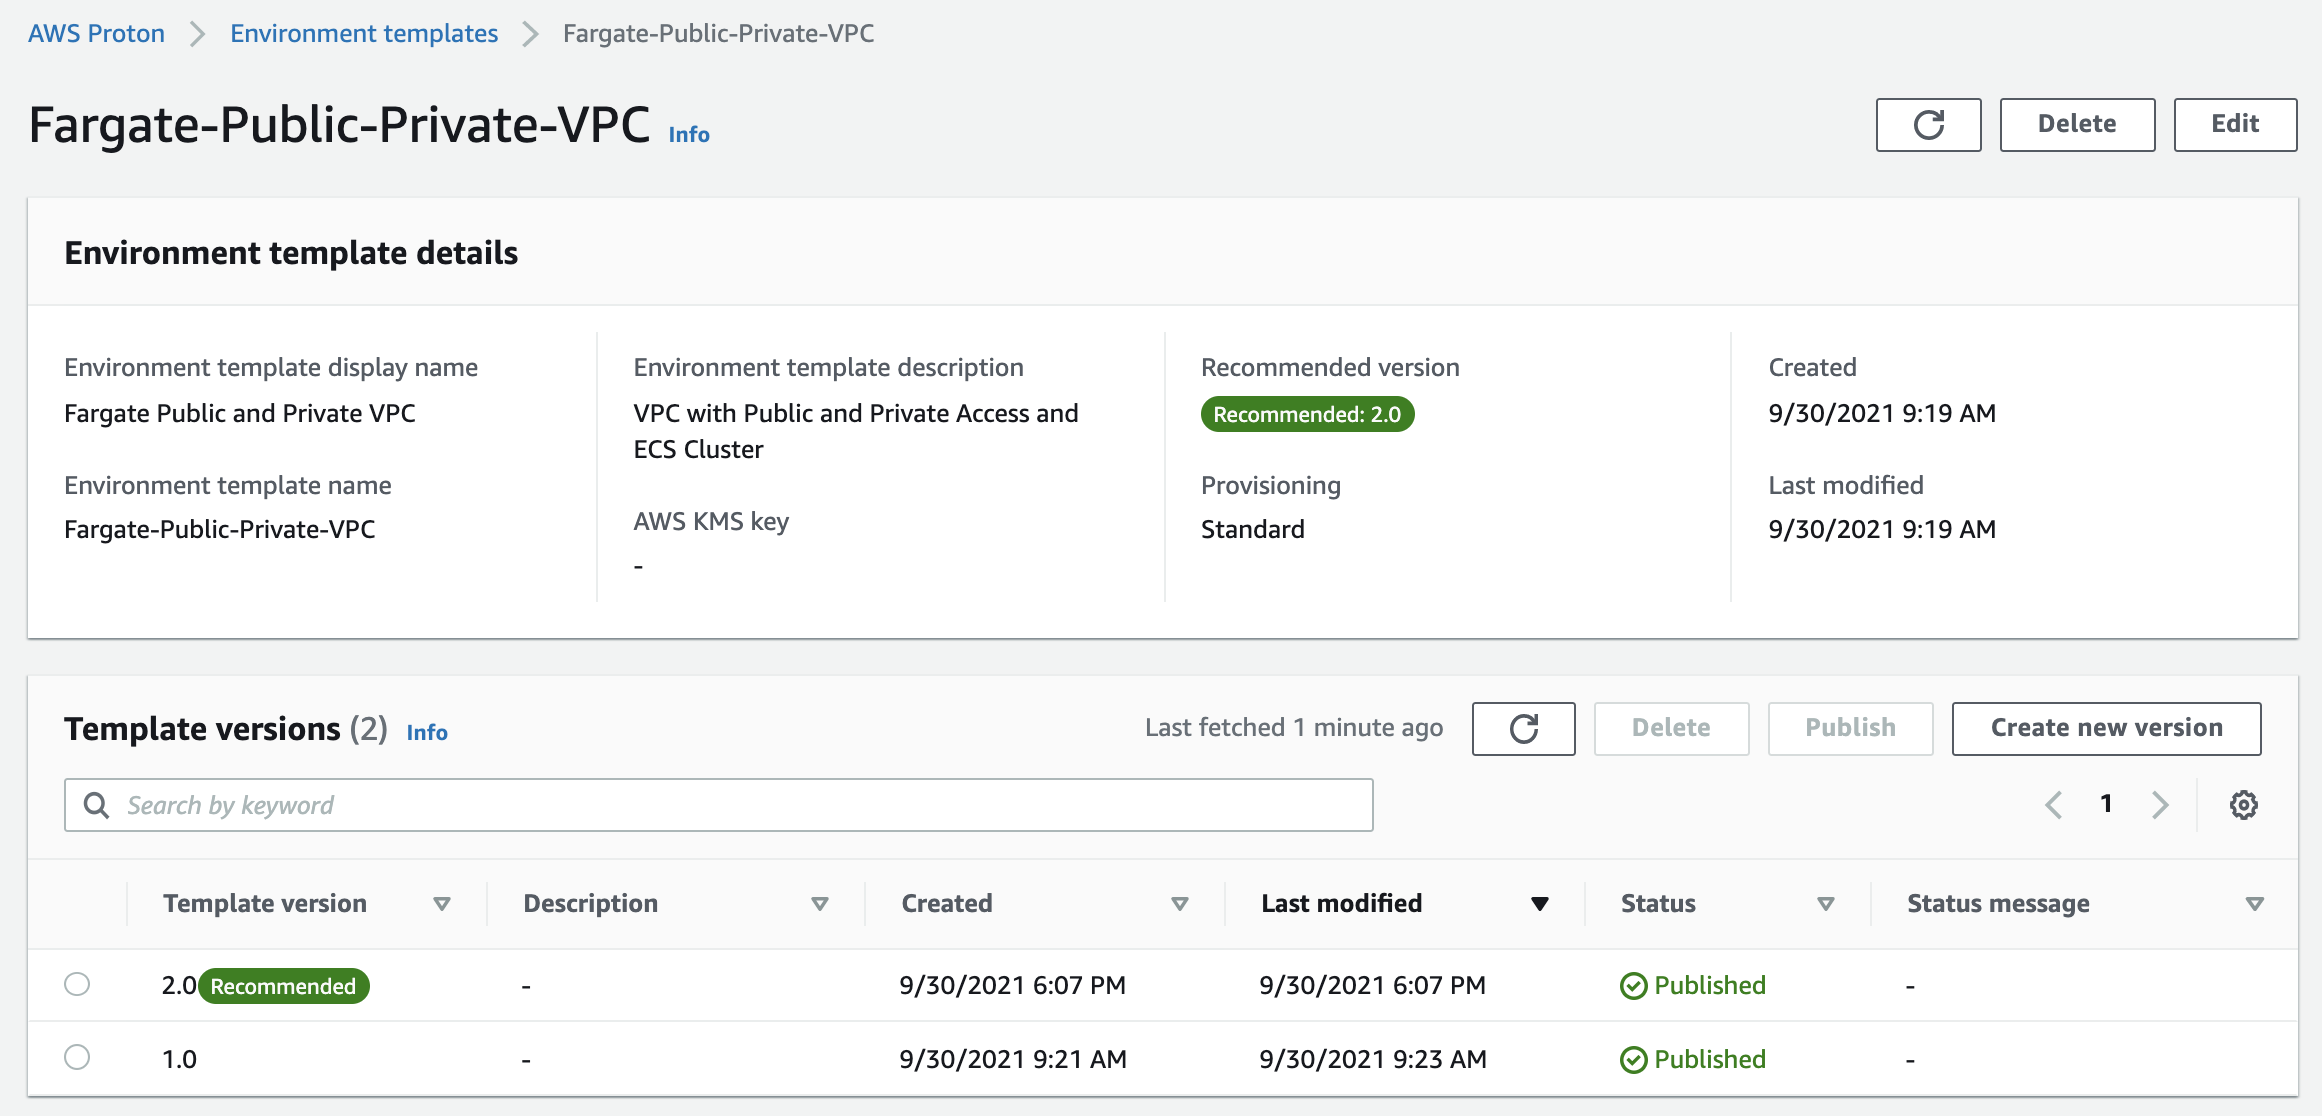 AWS Proton > Environment templates > Fargate-Public-Private-VPC
Fargate-Public-Private-VPC Info
Delete Edit
Environment template details
Environment template display name
Fargate Public and Private VPC
Environment template name
Fargate-Public-Private-VPC
Environment template description
VPC with Public and Private Access and
ECS Cluster
AWS KMS key
-
Recommended version
Recommended: 2.0
Provisioning
Standard
Created
9/30/2021 9:19 AM
Last modified
9/30/2021 9:19 AM
Template versions (2) Info
Last fetched 1 minute ago Delete Publish Create new version
Search by keyword
1
Template version Description Created Last modified Status Status message
2.0 Recommended - 9/30/2021 6:07 PM 9/30/2021 6:07 PM Published -
1.0 - 9/30/2021 9:21 AM 9/30/2021 9:23 AM Published -